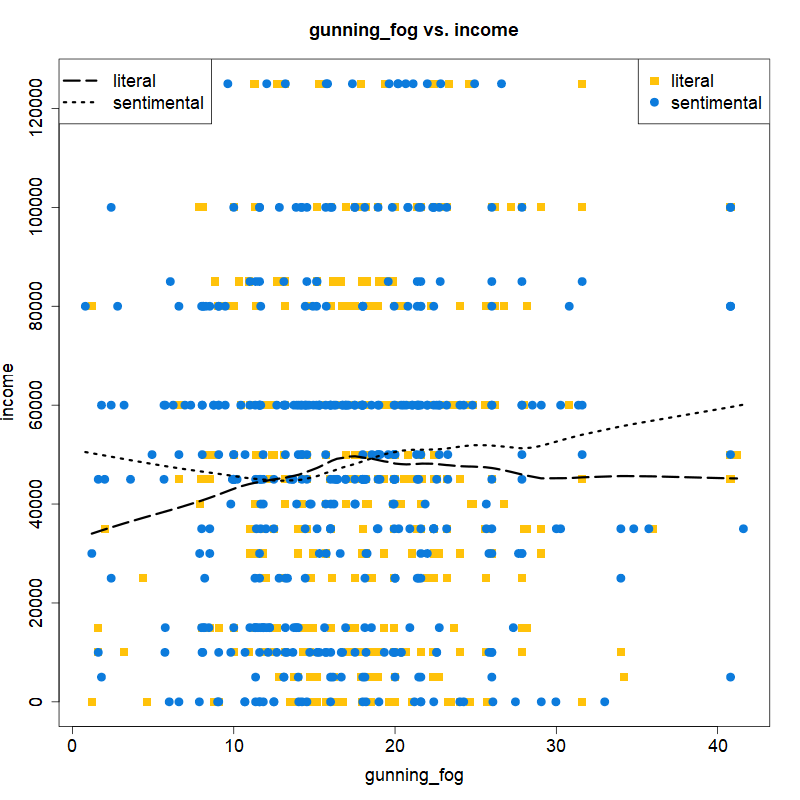 gunning_fog vs. income
literal
sentimental
literal
sentimental
120000
100000
80000
60000
40000
20000
0
income
0 10 20 30 40
gunning_fog